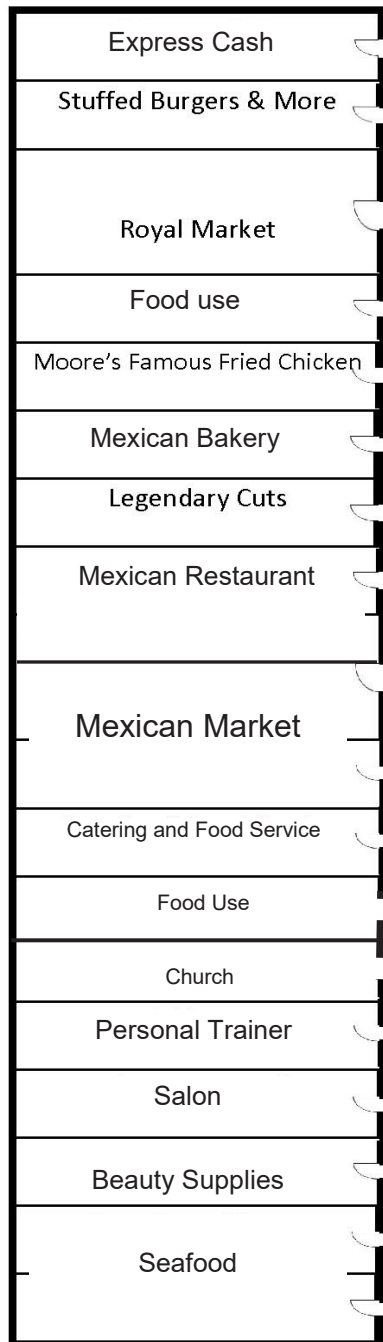 Express Cash
Stuffed Burgers & More
Royal Market
Food use
Moore's Famous Fried Chicken
Mexican Bakery
Legendary Cuts
Mexican Restaurant
Mexican Market
Catering and Food Service
Food Use
Church
Personal Trainer
Salon
Beauty Supplies
Seafood